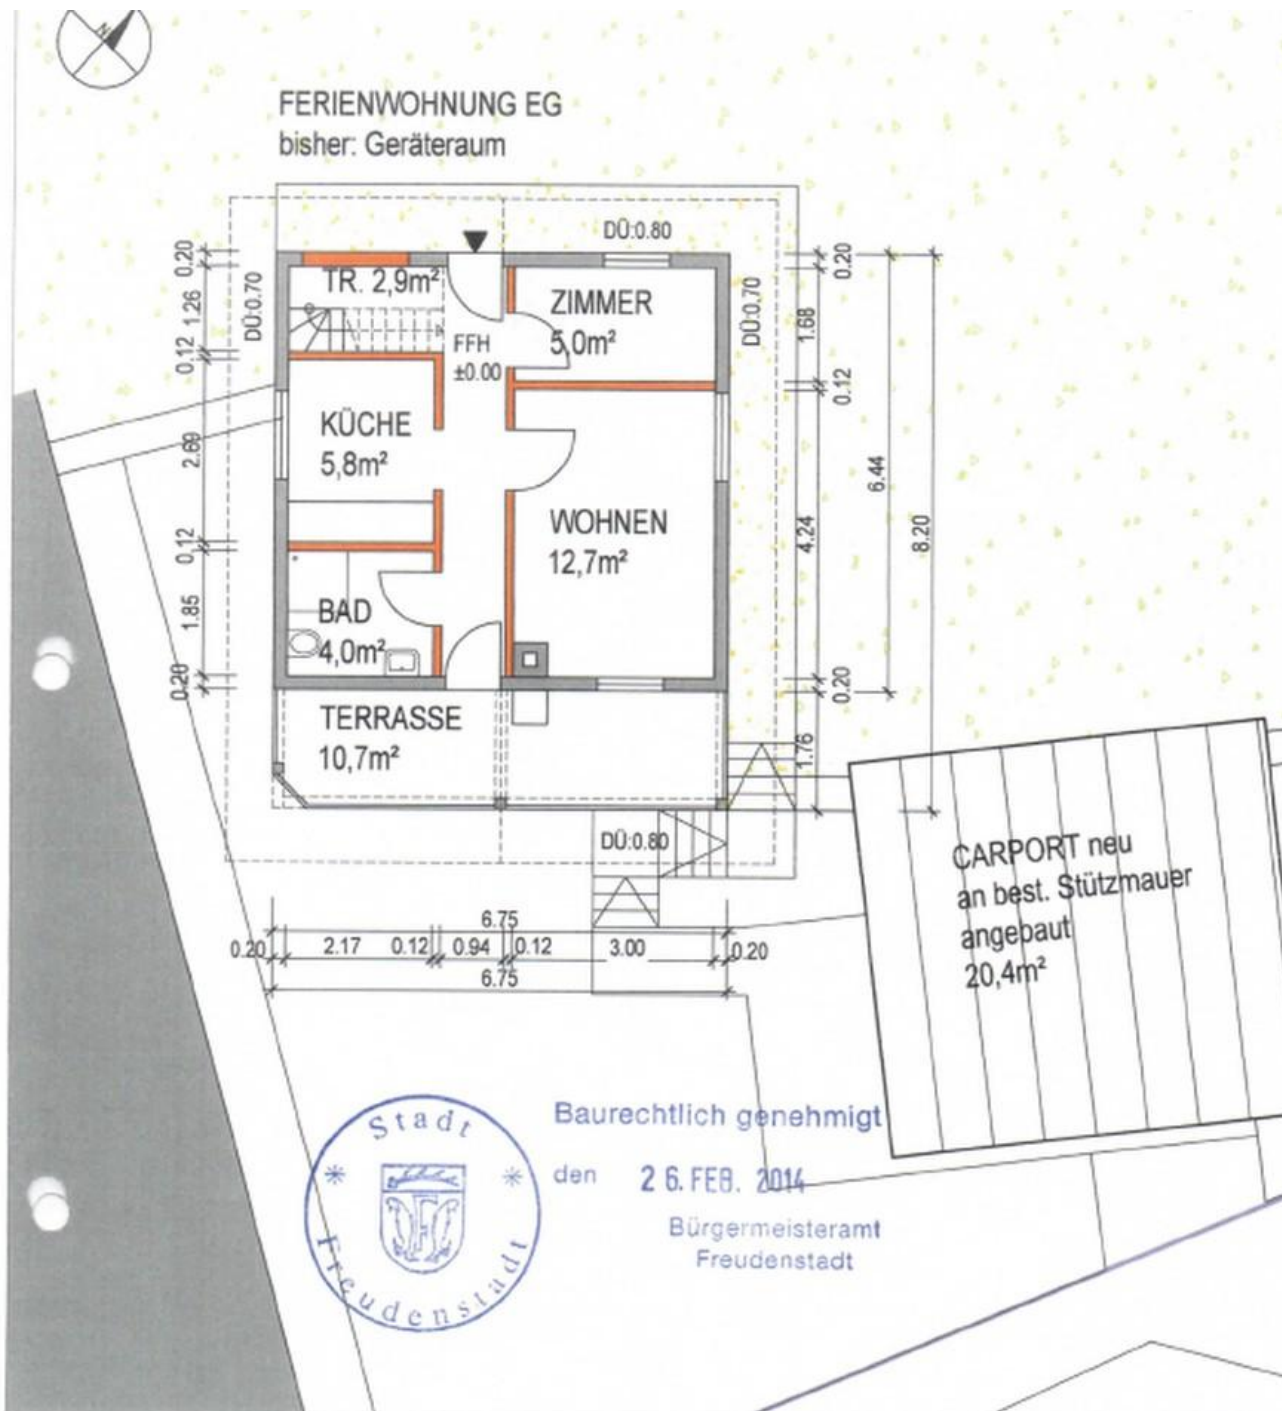 N
FERIENWOHNUNG EG
bisher: Geräteraum
DÜ:0.80
0.20
1.26
0.12
2.60
0.12
1.85
0.20
DÜ:0.70
TR. 2,9m²
ZIMMER
5,0m²
FFH
±0.00
KÜCHE
5,8m²
WOHNEN
12,7m²
BAD
4,0m²
TERRASSE
10,7m²
DÜ:0.70
0.20
1.68
0.12
4.24
0.20
1.76
6.44
8.20
DÜ:0.80
CARPORT neu
an best. Stützmauer
angebaut
20,4m²
6.75
0.20 2.17 0.12 0.94 0.12 3.00 0.20
6.75
Stadt
Freudenstadt
Baurechtlich genehmigt
den 26. FEB. 2014
Bürgermeisteramt
Freudenstadt